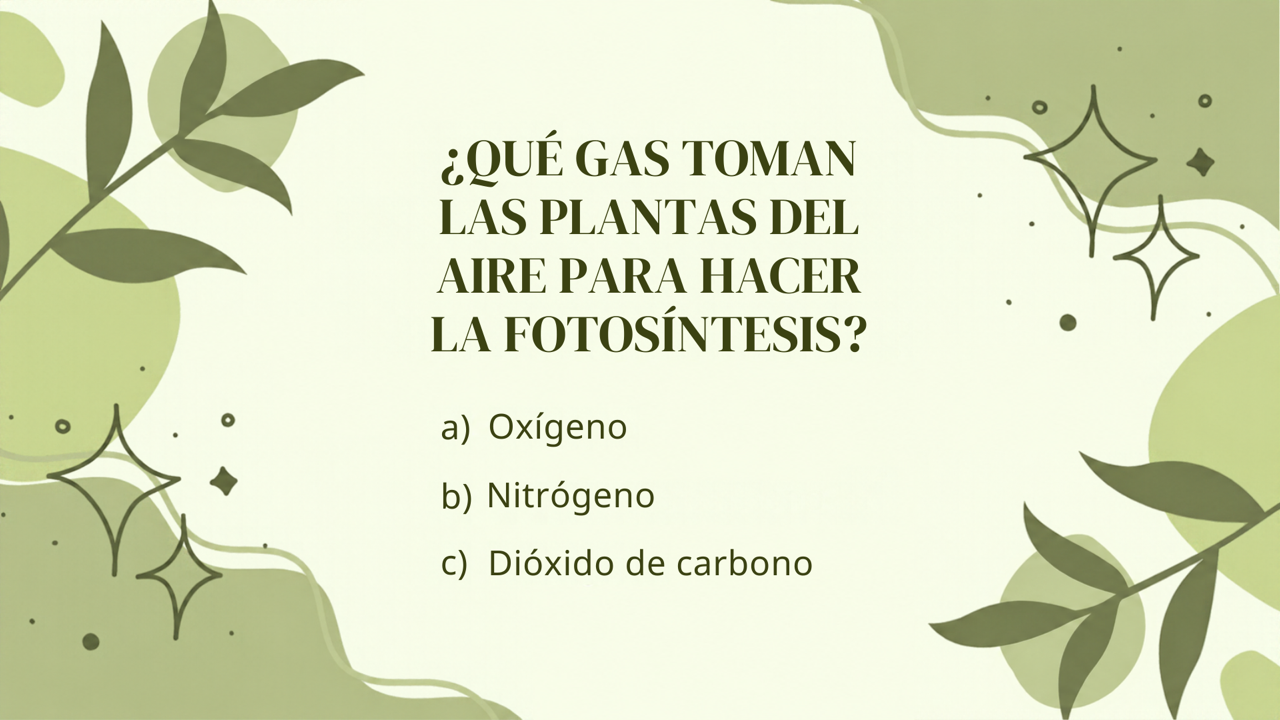 ¿QUÉ GAS TOMAN
LAS PLANTAS DEL
AIRE PARA HACER
LA FOTOSÍNTESIS?
a) Oxígeno
b) Nitrógeno
c) Dióxido de carbono